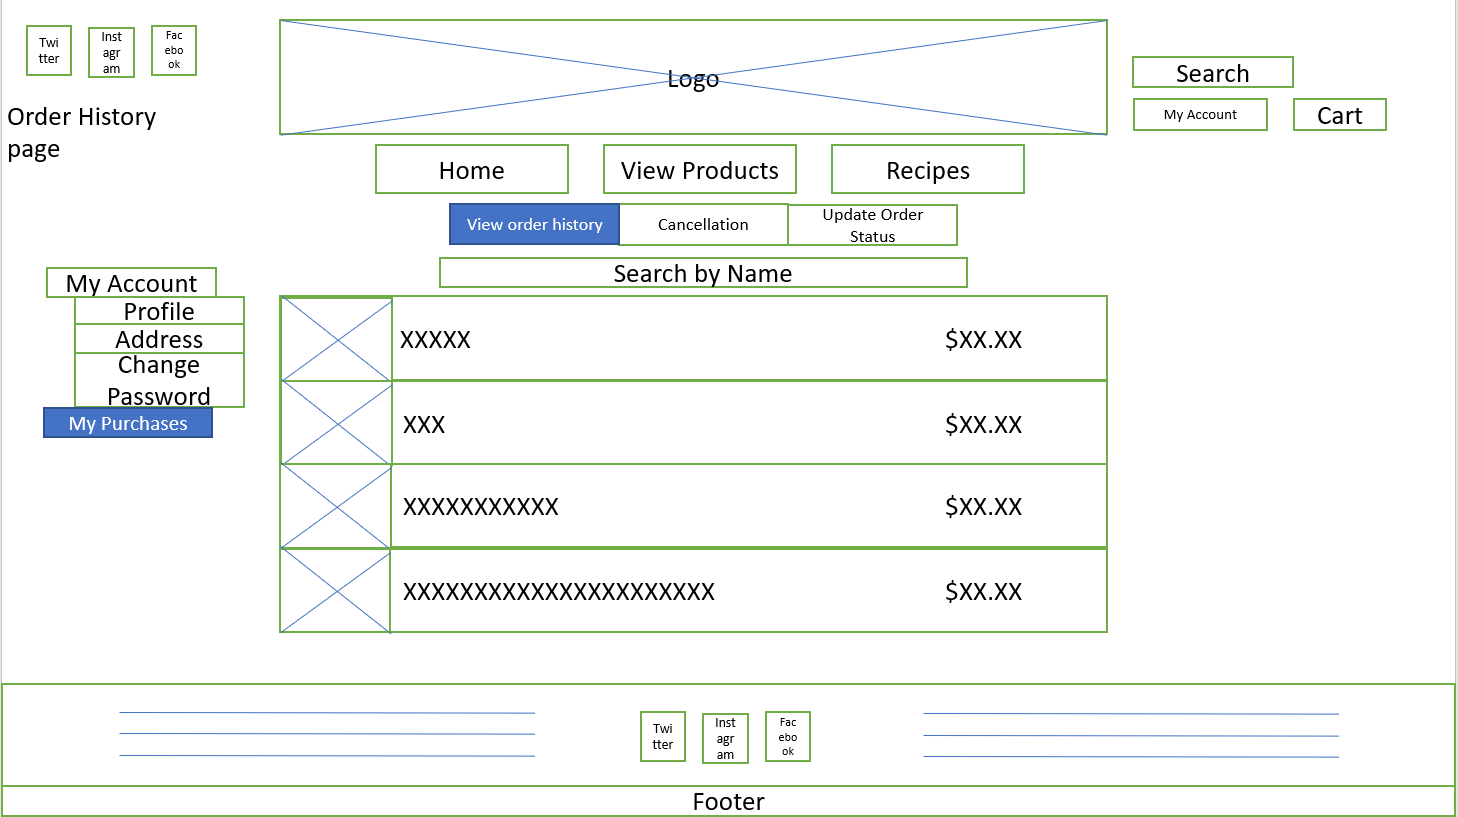 Twi
tter
Inst
agr
am
Fac
ebo
ok
Logo
Search
My Account
Cart
Order History
page
Home
View Products
Recipes
View order history
Cancellation
Update Order
Status
Search by Name
My Account
Profile
Address
Change
Password
My Purchases
XXXXX $XX.XX
XXX $XX.XX
XXXXXXXXXXX $XX.XX
XXXXXXXXXXXXXXXXXXXXXX $XX.XX
Twi
tter
Inst
agr
am
Fac
ebo
ok
Footer